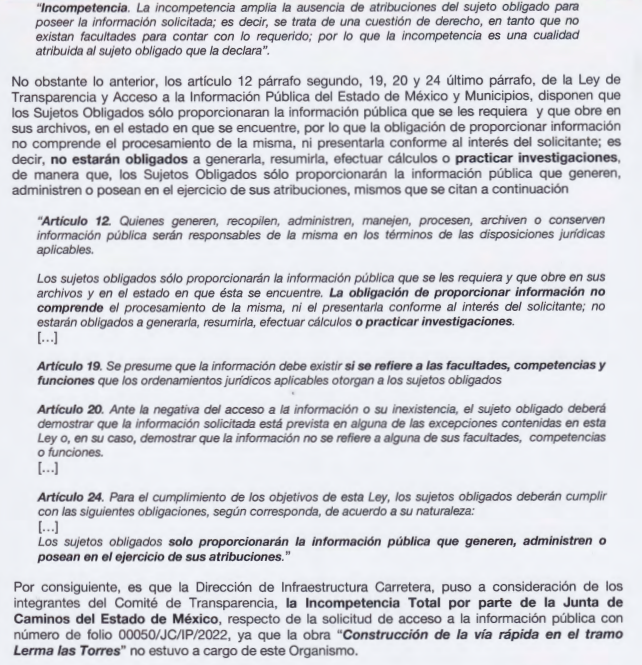 “Incompetencia. La incompetencia amplia la ausencia de atribuciones del sujeto obligado para
poseer la información solicitada; es decir, se trata de una cuestión de derecho, en tanto que no
existan facultades para contar con lo requerido; por lo que la incompetencia es una cualidad
atribuida al sujeto obligado que la declara”.
No obstante lo anterior, los artículo 12 párrafo segundo, 19, 20 y 24 último párrafo, de la Ley de
Transparencia y Acceso a la Información Pública del Estado de México y Municipios, disponen que
los Sujetos Obligados sólo proporcionaran la información pública que se les requiera y que obre en
sus archivos, en el estado en que se encuentre, por lo que la obligación de proporcionar información
no comprende el procesamiento de la misma, ni presentarla conforme al interés del solicitante; es
decir, no estarán obligados a generarla, resumirla, efectuar cálculos o practicar investigaciones,
de manera que, los Sujetos Obligados sólo proporcionarán la información pública que generen,
administren o posean en el ejercicio de sus atribuciones, mismos que se citan a continuación
“Artículo 12. Quienes generen, recopilen, administren, manejen, procesen, archiven o conserven
información pública serán responsables de la misma en los términos de las disposiciones jurídicas
aplicables.
Los sujetos obligados sólo proporcionarán la información pública que se les requiera y que obre en sus
archivos y en el estado en que ésta se encuentre. La obligación de proporcionar información no
comprende el procesamiento de la misma, ni el presentarla conforme al interés del solicitante; no
estarán obligados a generarla, resumirla, efectuar cálculos o practicar investigaciones.
[...]
Artículo 19. Se presume que la información debe existir si se refiere a las facultades, competencias y
funciones que los ordenamientos jurídicos aplicables otorgan a los sujetos obligados
Artículo 20. Ante la negativa del acceso a la información o su inexistencia, el sujeto obligado deberá
demostrar que la información solicitada está prevista en alguna de las excepciones contenidas en esta
Ley o, en su caso, demostrar que la información no se refiere a alguna de sus facultades, competencias
o funciones.
[...]
Artículo 24. Para el cumplimiento de los objetivos de esta Ley, los sujetos obligados deberán cumplir
con las siguientes obligaciones, según corresponda, de acuerdo a su naturaleza:
[...]
Los sujetos obligados solo proporcionarán la información pública que generen, administren o
posean en el ejercicio de sus atribuciones.”
Por consiguiente, es que la Dirección de Infraestructura Carretera, puso a consideración de los
integrantes del Comité de Transparencia, la Incompetencia Total por parte de la Junta de
Caminos del Estado de México, respecto de la solicitud de acceso a la información pública con
número de folio 00050/JC/IP/2022, ya que la obra “Construcción de la vía rápida en el tramo
Lerma las Torres” no estuvo a cargo de este Organismo.